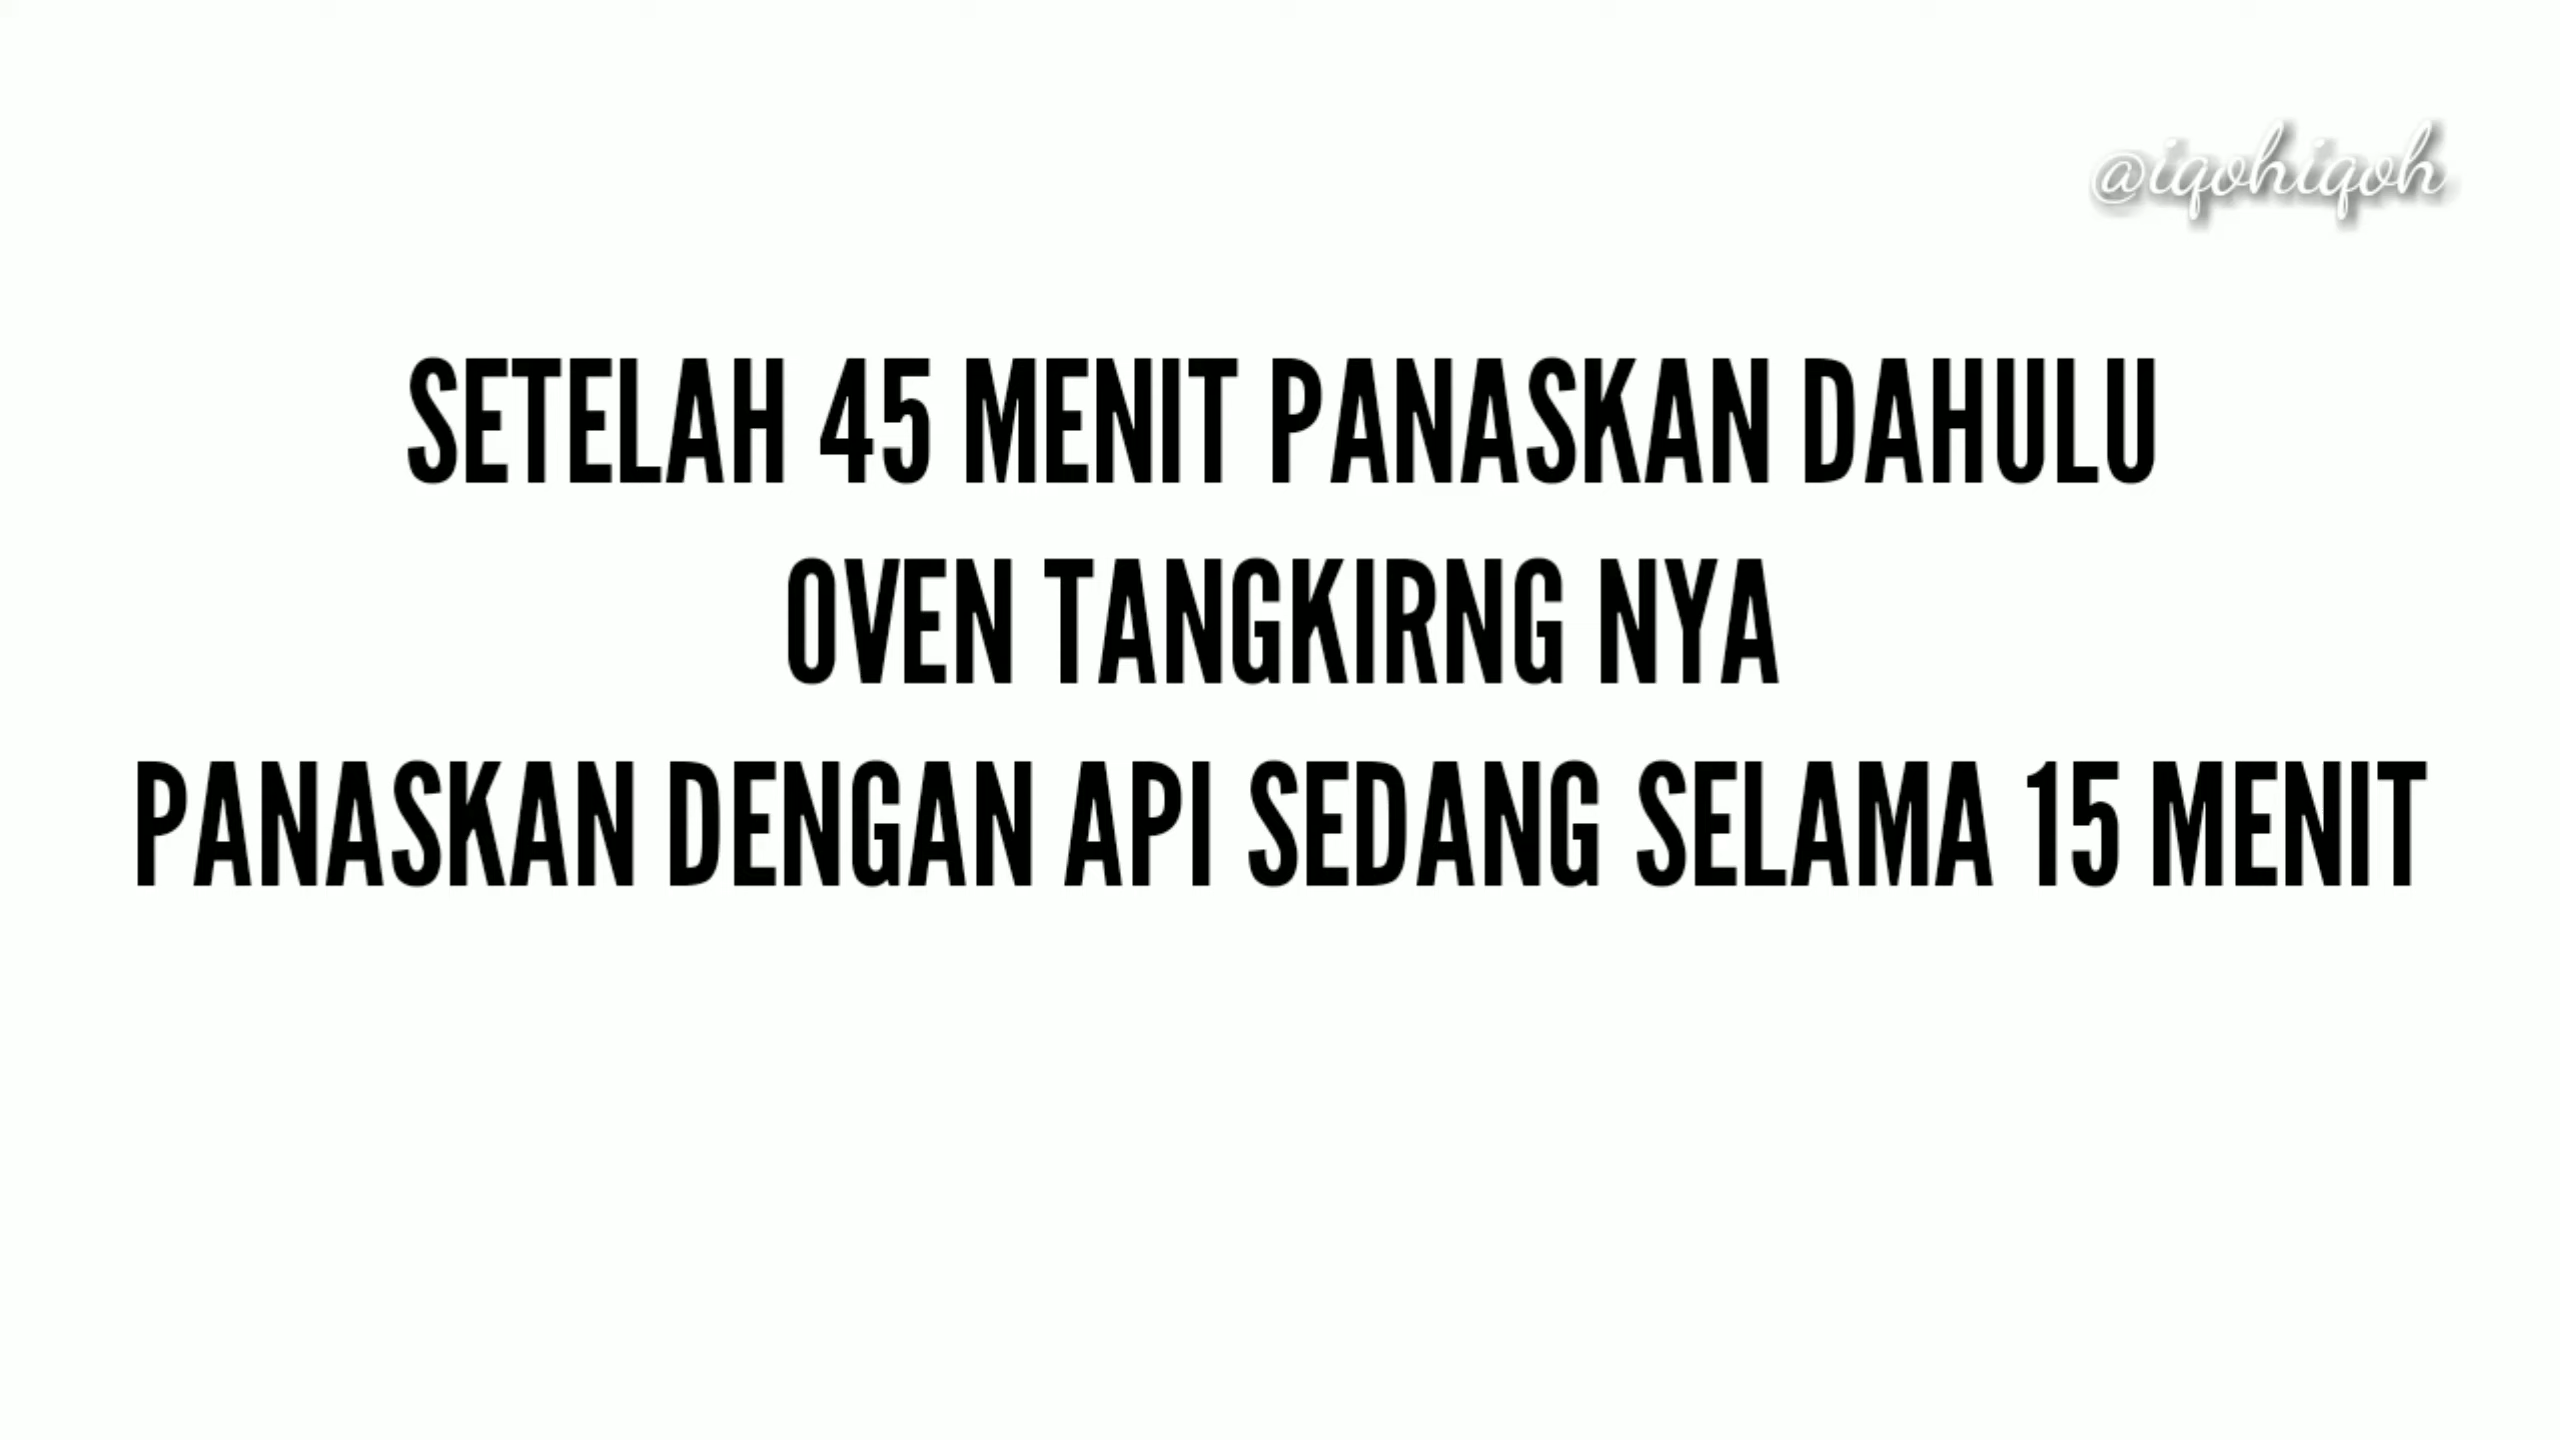 @iqohiqoh
SETELAH 45 MENIT PANASKAN DAHULU
OVEN TANGKIRNG NYA
PANASKAN DENGAN API SEDANG SELAMA 15 MENIT